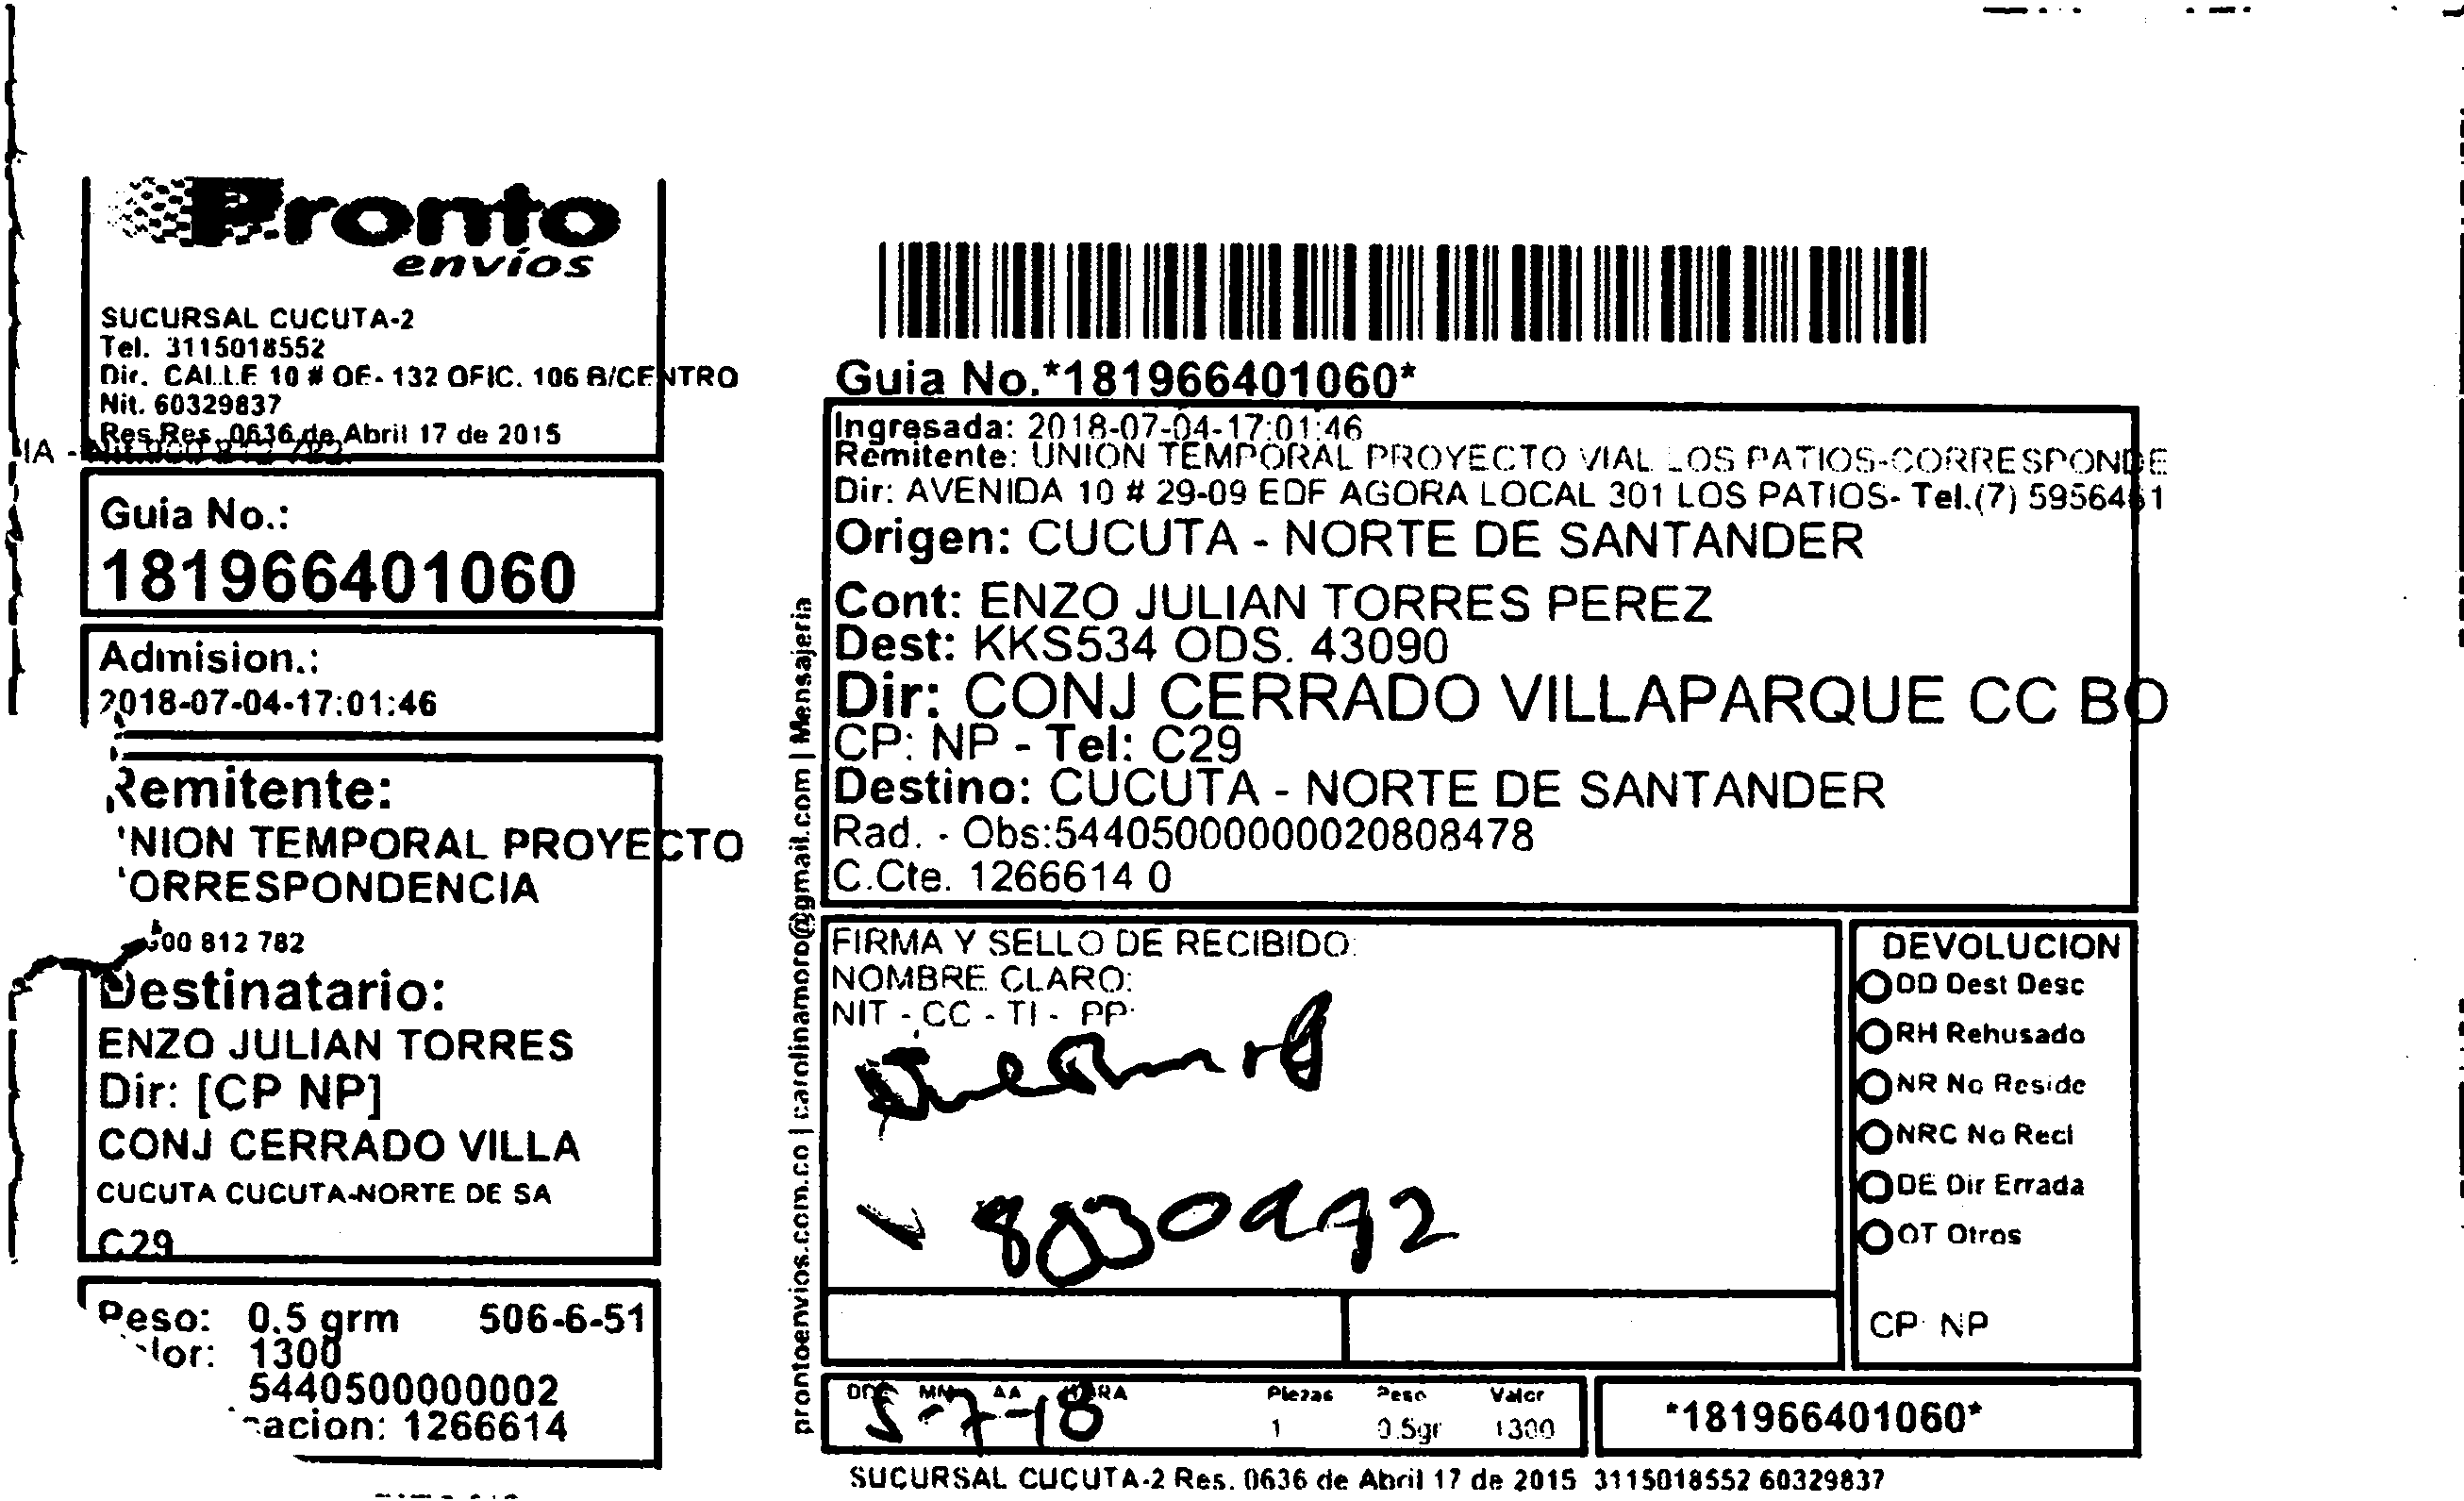 Pronto
envíos
SUCURSAL CUCUTA-2
Tel. 3115018552
Dir. CALLE 10 # OE- 132 OFIC. 106 B/CENTRO
Nit. 60329837
Res Res. 0636 de Abril 17 de 2015
Guia No.:
181966401060
Admision.:
2018-07-04-17:01:46
Remitente:
NION TEMPORAL PROYECTO
ORRESPONDENCIA
00 812 782
Destinatario:
ENZO JULIAN TORRES
Dir: [CP NP]
CONJ CERRADO VILLA
CUCUTA CUCUTA-NORTE DE SA
C29
Peso: 0.5 grm 506-6-51
lor: 1300
5440500000002
acion: 1266614
prontoenvios.com.co | carolinamoro@gmail.com | Mensajeria
Guia No.*181966401060*
Ingresada: 2018-07-04-17:01:46
Remitente: UNION TEMPORAL PROYECTO VIAL LOS PATIOS-CORRESPONDE
Dir: AVENIDA 10 # 29-09 EDF AGORA LOCAL 301 LOS PATIOS- Tel.(7) 5956461
Origen: CUCUTA - NORTE DE SANTANDER
Cont: ENZO JULIAN TORRES PEREZ
Dest: KKS534 ODS. 43090
Dir: CONJ CERRADO VILLAPARQUE CC BO
CP: NP - Tel: C29
Destino: CUCUTA - NORTE DE SANTANDER
Rad. - Obs:54405000000020808478
C.Cte. 1266614 0
FIRMA Y SELLO DE RECIBIDO:
NOMBRE CLARO:
NIT - CC - TI - PP:
DEVOLUCION
DD Dest Desc
RH Rehusado
NR No Reside
NRC No Recl
DE Dir Errada
OT Otros
CP: NP
MM AA HORA Piezas Peso Valor
5-7-18 1 0.5gr 1300
*181966401060*
SUCURSAL CUCUTA-2 Res. 0636 de Abril 17 de 2015 3115018552 60329837